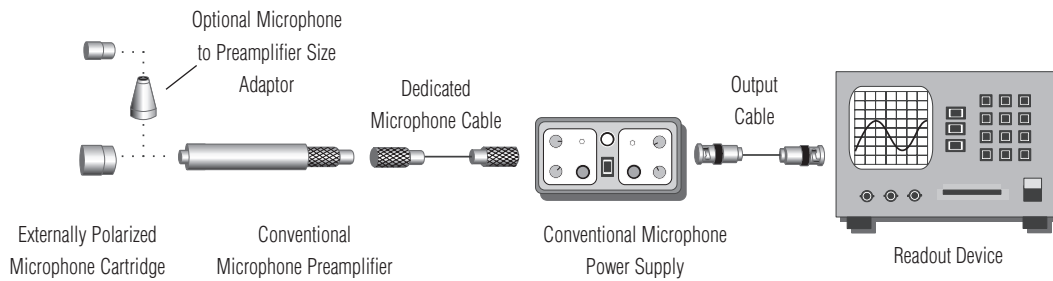 Optional Microphone
to Preamplifier Size
Adaptor
Dedicated
Microphone Cable
Output
Cable
Externally Polarized
Microphone Cartridge
Conventional
Microphone Preamplifier
Conventional Microphone
Power Supply
Readout Device